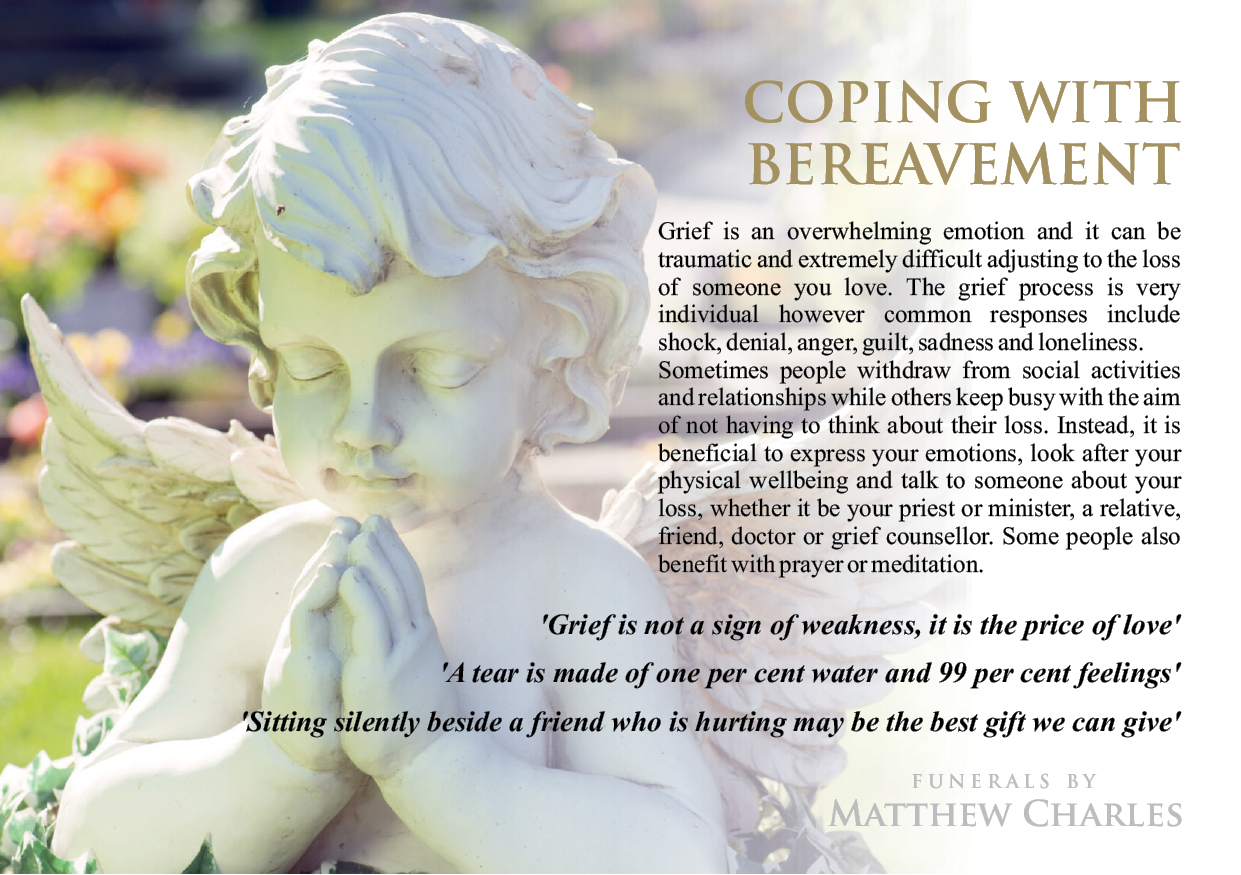 COPING WITH
BEREAVEMENT
Grief is an overwhelming emotion and it can be
traumatic and extremely difficult adjusting to the loss
of someone you love. The grief process is very
individual however common responses include
shock, denial, anger, guilt, sadness and loneliness.
Sometimes people withdraw from social activities
and relationships while others keep busy with the aim
of not having to think about their loss. Instead, it is
beneficial to express your emotions, look after your
physical wellbeing and talk to someone about your
loss, whether it be your priest or minister, a relative,
friend, doctor or grief counsellor. Some people also
benefit with prayer or meditation.
'Grief is not a sign of weakness, it is the price of love'
'A tear is made of one per cent water and 99 per cent feelings'
'Sitting silently beside a friend who is hurting may be the best gift we can give'
FUNERALS BY
MATTHEW CHARLES